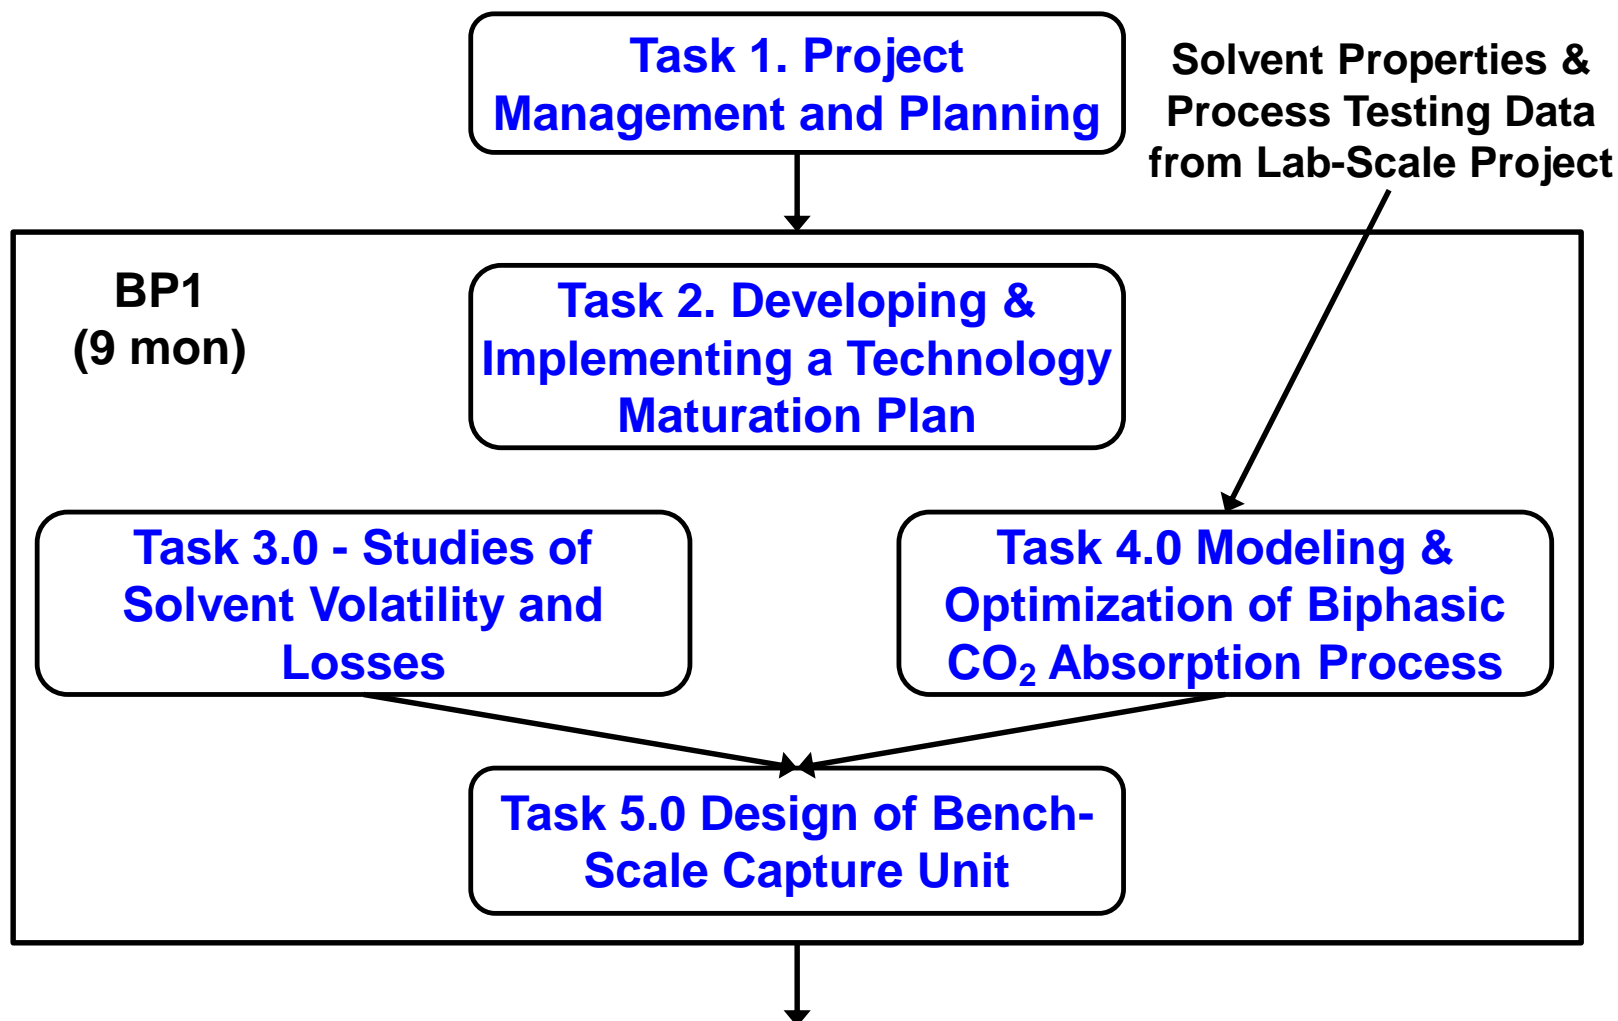 Task 1. Project
Management and Planning
Solvent Properties &
Process Testing Data
from Lab-Scale Project
BP1
(9 mon)
Task 2. Developing &
Implementing a Technology
Maturation Plan
Task 3.0 - Studies of
Solvent Volatility and
Losses
Task 4.0 Modeling &
Optimization of Biphasic
CO₂ Absorption Process
Task 5.0 Design of Bench-
Scale Capture Unit